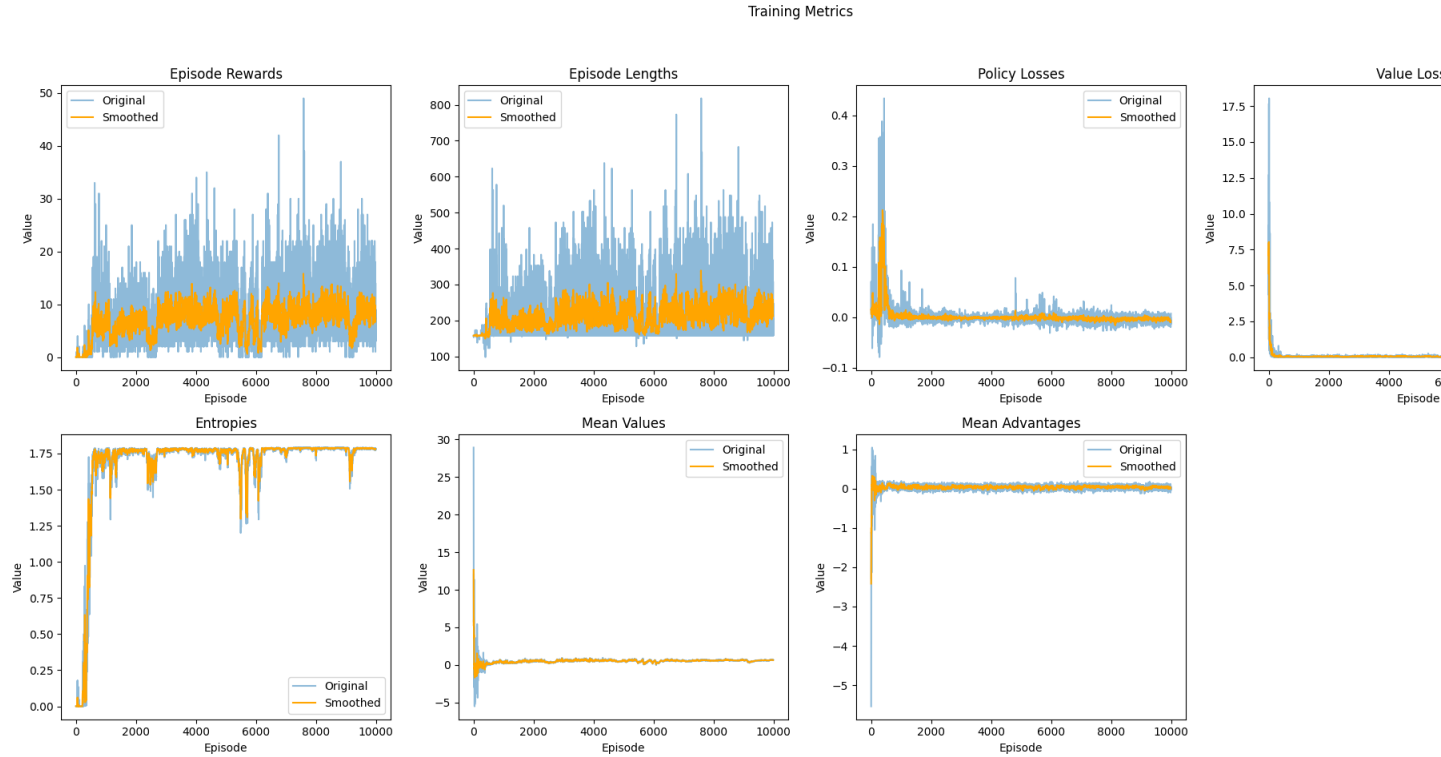 Training Metrics
Episode Rewards
50
40
30
20
10
0
Value
0 2000 4000 6000 8000 10000
Episode
Original
Smoothed
Episode Lengths
800
700
600
500
400
300
200
100
Value
0 2000 4000 6000 8000 10000
Episode
Original
Smoothed
Policy Losses
0.4
0.3
0.2
0.1
0.0
−0.1
Value
0 2000 4000 6000 8000 10000
Episode
Original
Smoothed
Value Loss
17.5
15.0
12.5
10.0
7.5
5.0
2.5
0.0
Value
0 2000 4000 6
Episode
Entropies
1.75
1.50
1.25
1.00
0.75
0.50
0.25
0.00
Value
0 2000 4000 6000 8000 10000
Episode
Original
Smoothed
Mean Values
30
25
20
15
10
5
0
−5
Value
0 2000 4000 6000 8000 10000
Episode
Original
Smoothed
Mean Advantages
1
0
−1
−2
−3
−4
−5
Value
0 2000 4000 6000 8000 10000
Episode
Original
Smoothed